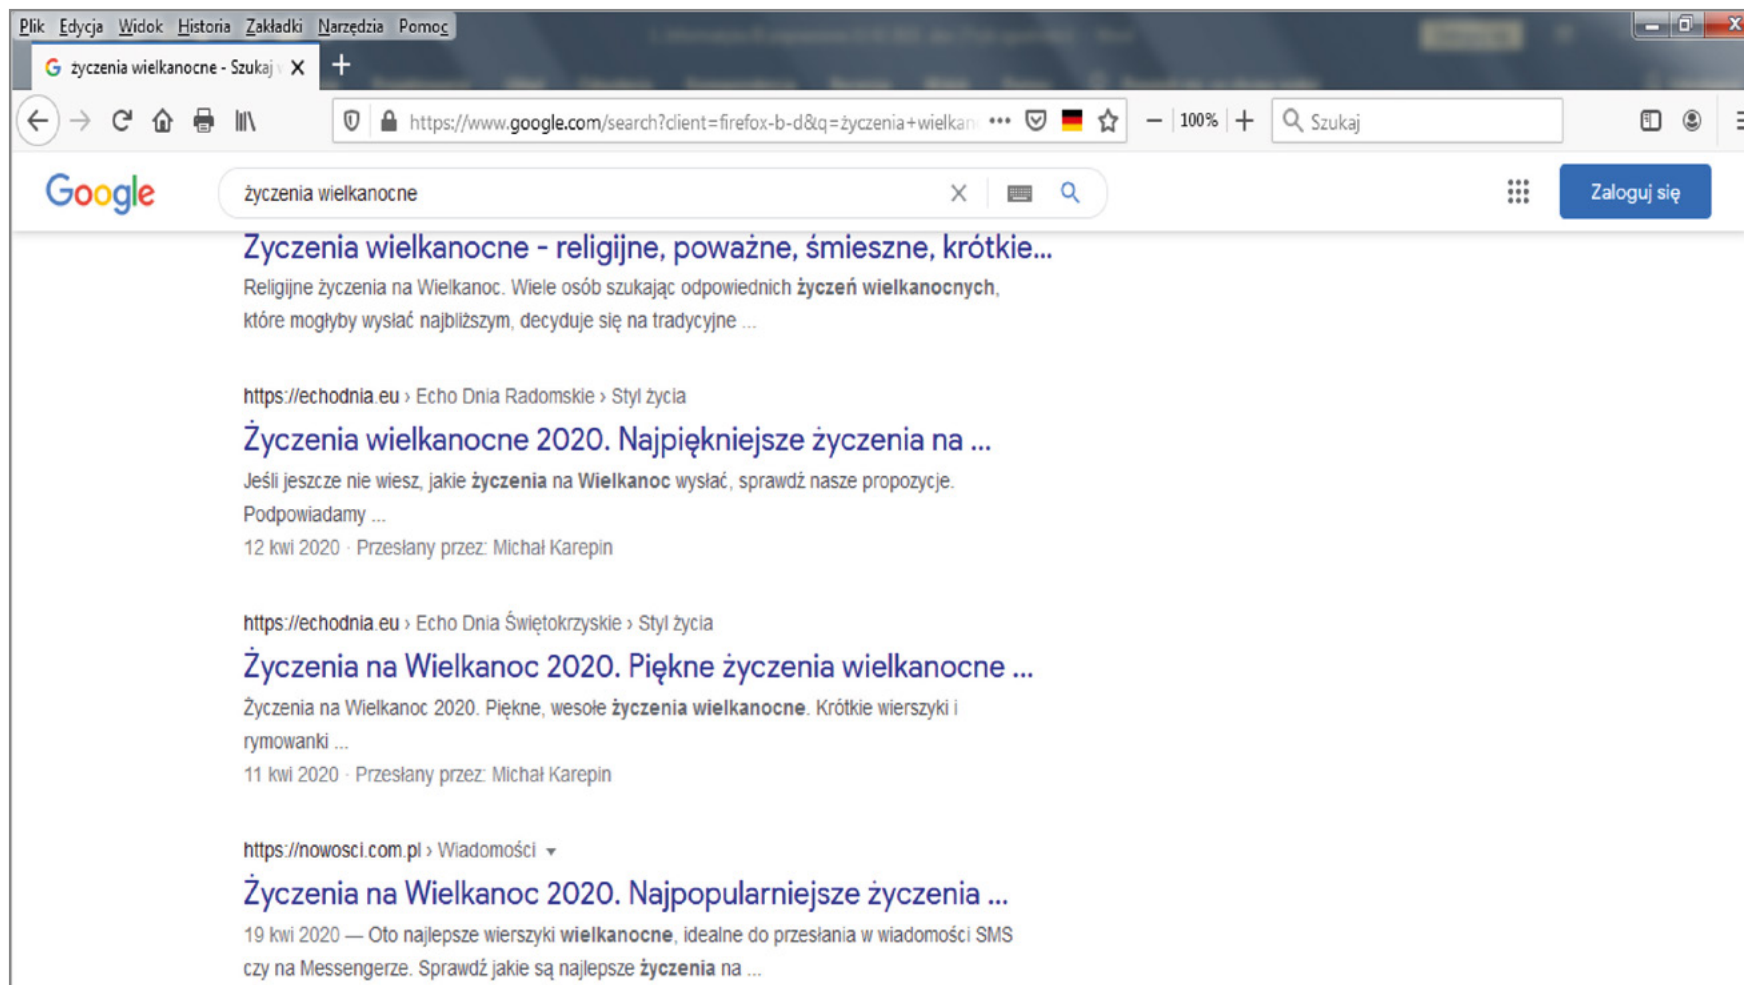 Plik Edycja Widok Historia Zakładki Narzędzia Pomoc
życzenia wielkanocne - Szukaj
https://www.google.com/search?client=firefox-b-d&q=życzenia+wielkan
100%
Szukaj
Google
życzenia wielkanocne
Zaloguj się
Życzenia wielkanocne - religijne, poważne, śmieszne, krótkie...
Religijne życzenia na Wielkanoc. Wiele osób szukając odpowiednich życzeń wielkanocnych,
które mogłyby wysłać najbliższym, decyduje się na tradycyjne ...
https://echodnia.eu › Echo Dnia Radomskie › Styl życia
Życzenia wielkanocne 2020. Najpiękniejsze życzenia na ...
Jeśli jeszcze nie wiesz, jakie życzenia na Wielkanoc wysłać, sprawdź nasze propozycje.
Podpowiadamy ...
12 kwi 2020 · Przesłany przez: Michał Karepin
https://echodnia.eu › Echo Dnia Świętokrzyskie › Styl życia
Życzenia na Wielkanoc 2020. Piękne życzenia wielkanocne ...
Życzenia na Wielkanoc 2020. Piękne, wesołe życzenia wielkanocne. Krótkie wierszyki i
rymowanki ...
11 kwi 2020 · Przesłany przez: Michał Karepin
https://nowosci.com.pl › Wiadomości
Życzenia na Wielkanoc 2020. Najpopularniejsze życzenia ...
19 kwi 2020 — Oto najlepsze wierszyki wielkanocne, idealne do przesłania w wiadomości SMS
czy na Messengerze. Sprawdź jakie są najlepsze życzenia na ...